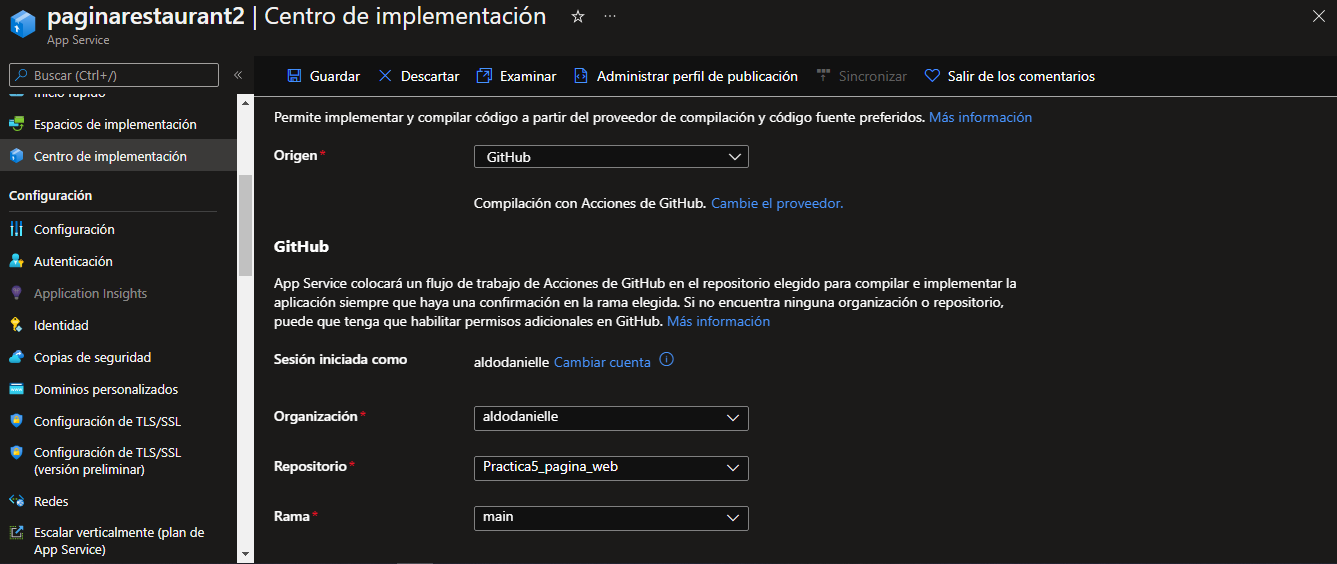 paginarestaurant2 | Centro de implementación
App Service
Buscar (Ctrl+/)
Inicio rápido
Espacios de implementación
Centro de implementación
Configuración
Configuración
Autenticación
Application Insights
Identidad
Copias de seguridad
Dominios personalizados
Configuración de TLS/SSL
Configuración de TLS/SSL
(versión preliminar)
Redes
Escalar verticalmente (plan de
App Service)
Guardar Descartar Examinar Administrar perfil de publicación Sincronizar Salir de los comentarios
Permite implementar y compilar código a partir del proveedor de compilación y código fuente preferidos. Más información
Origen* GitHub
Compilación con Acciones de GitHub. Cambie el proveedor.
GitHub
App Service colocará un flujo de trabajo de Acciones de GitHub en el repositorio elegido para compilar e implementar la
aplicación siempre que haya una confirmación en la rama elegida. Si no encuentra ninguna organización o repositorio,
puede que tenga que habilitar permisos adicionales en GitHub. Más información
Sesión iniciada como aldodanielle Cambiar cuenta
Organización* aldodanielle
Repositorio* Practica5_pagina_web
Rama* main